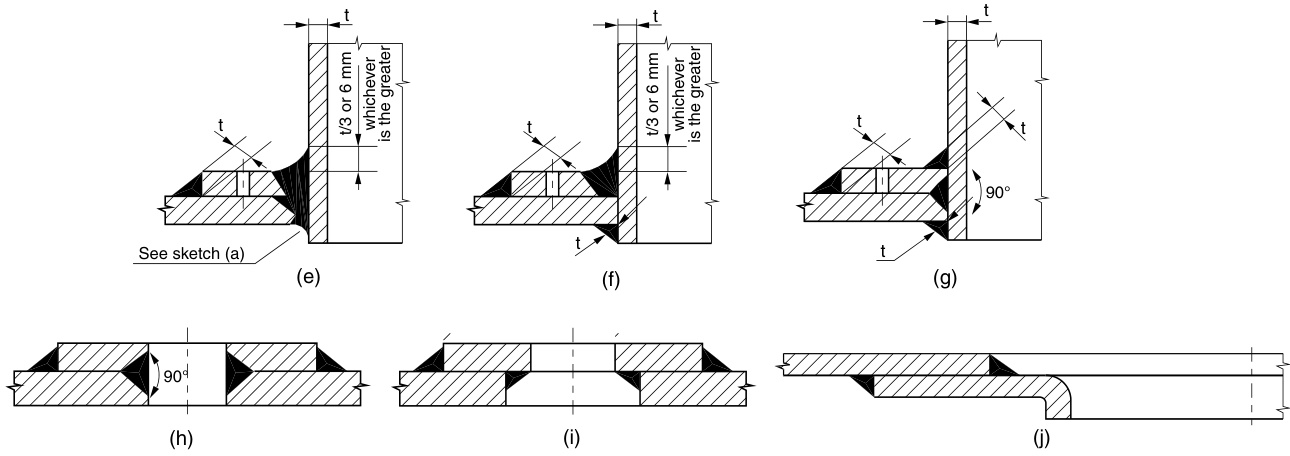 t
t/3 or 6 mm
whichever
is the greater
t
See sketch (a)
(e)
t
t/3 or 6 mm
whichever
is the greater
t
t
(f)
t
t
t
90°
t
(g)
90°
(h)
(i)
(j)